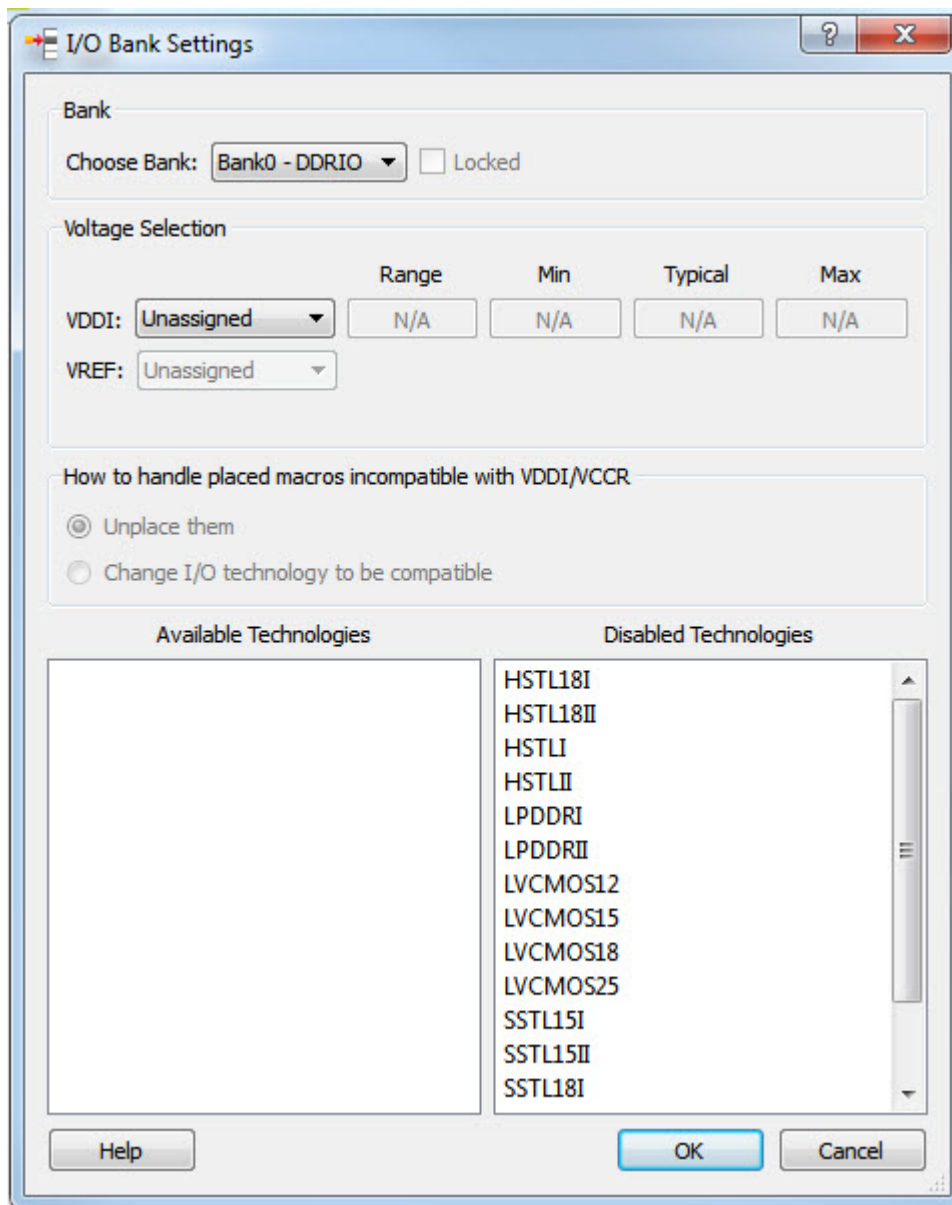 I/O Bank Settings
Bank
Choose Bank: Bank0 - DDRIO Locked
Voltage Selection
Range Min Typical Max
VDDI: Unassigned N/A N/A N/A N/A
VREF: Unassigned
How to handle placed macros incompatible with VDDI/VCCR
Unplace them
Change I/O technology to be compatible
Available Technologies Disabled Technologies
HSTL18I
HSTL18II
HSTLI
HSTLII
LPDDRI
LPDDRII
LVCMOS12
LVCMOS15
LVCMOS18
LVCMOS25
SSTL15I
SSTL15II
SSTL18I
Help OK Cancel